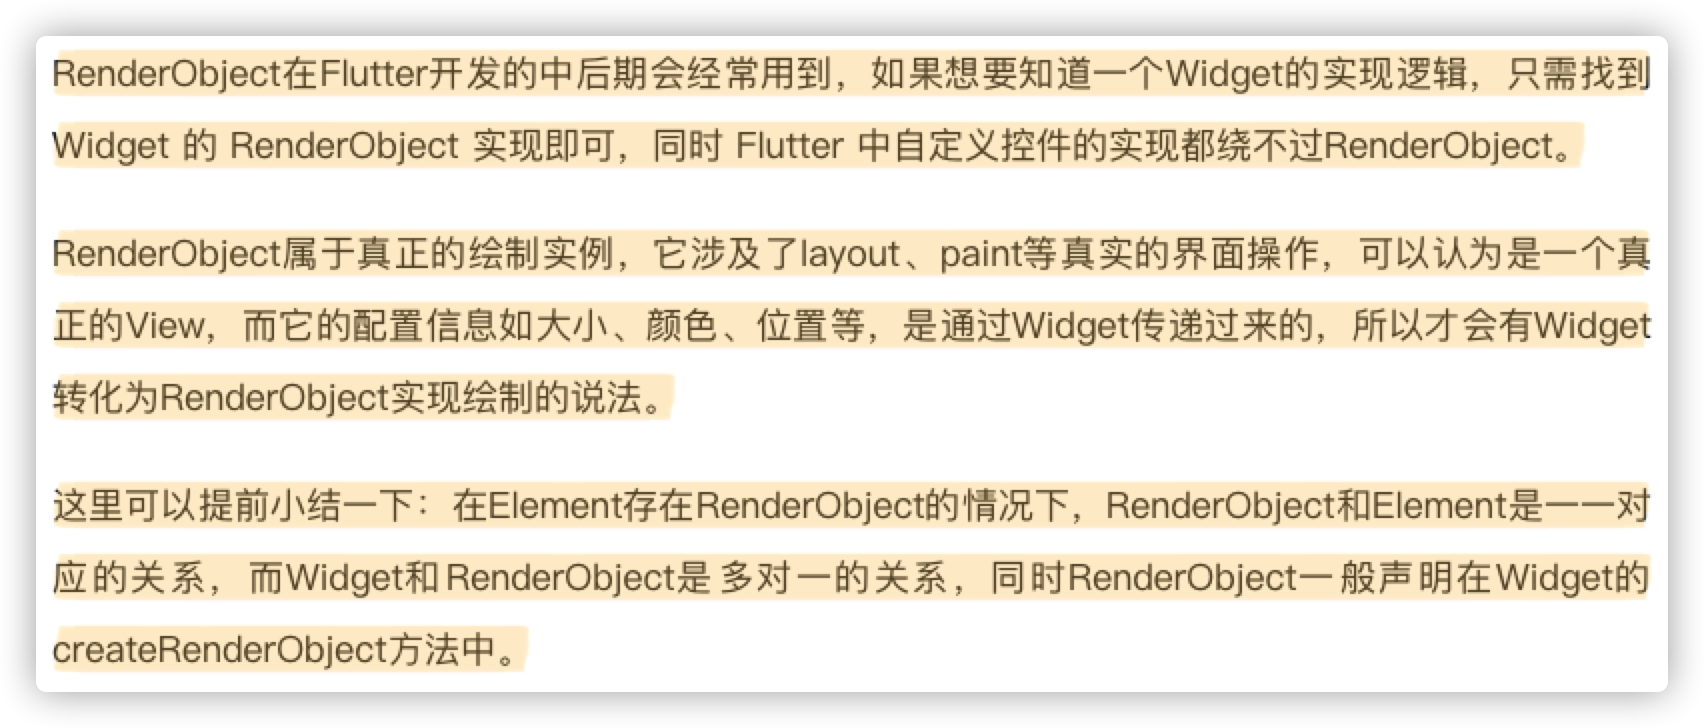 RenderObject在Flutter开发的中后期会经常用到，如果想要知道一个Widget的实现逻辑，只需找到
Widget 的 RenderObject 实现即可，同时 Flutter 中自定义控件的实现都绕不过RenderObject。
RenderObject属于真正的绘制实例，它涉及了layout、paint等真实的界面操作，可以认为是一个真
正的View，而它的配置信息如大小、颜色、位置等，是通过Widget传递过来的，所以才会有Widget
转化为RenderObject实现绘制的说法。
这里可以提前小结一下：在Element存在RenderObject的情况下，RenderObject和Element是一一对
应的关系，而Widget和RenderObject是多对一的关系，同时RenderObject一般声明在Widget的
createRenderObject方法中。